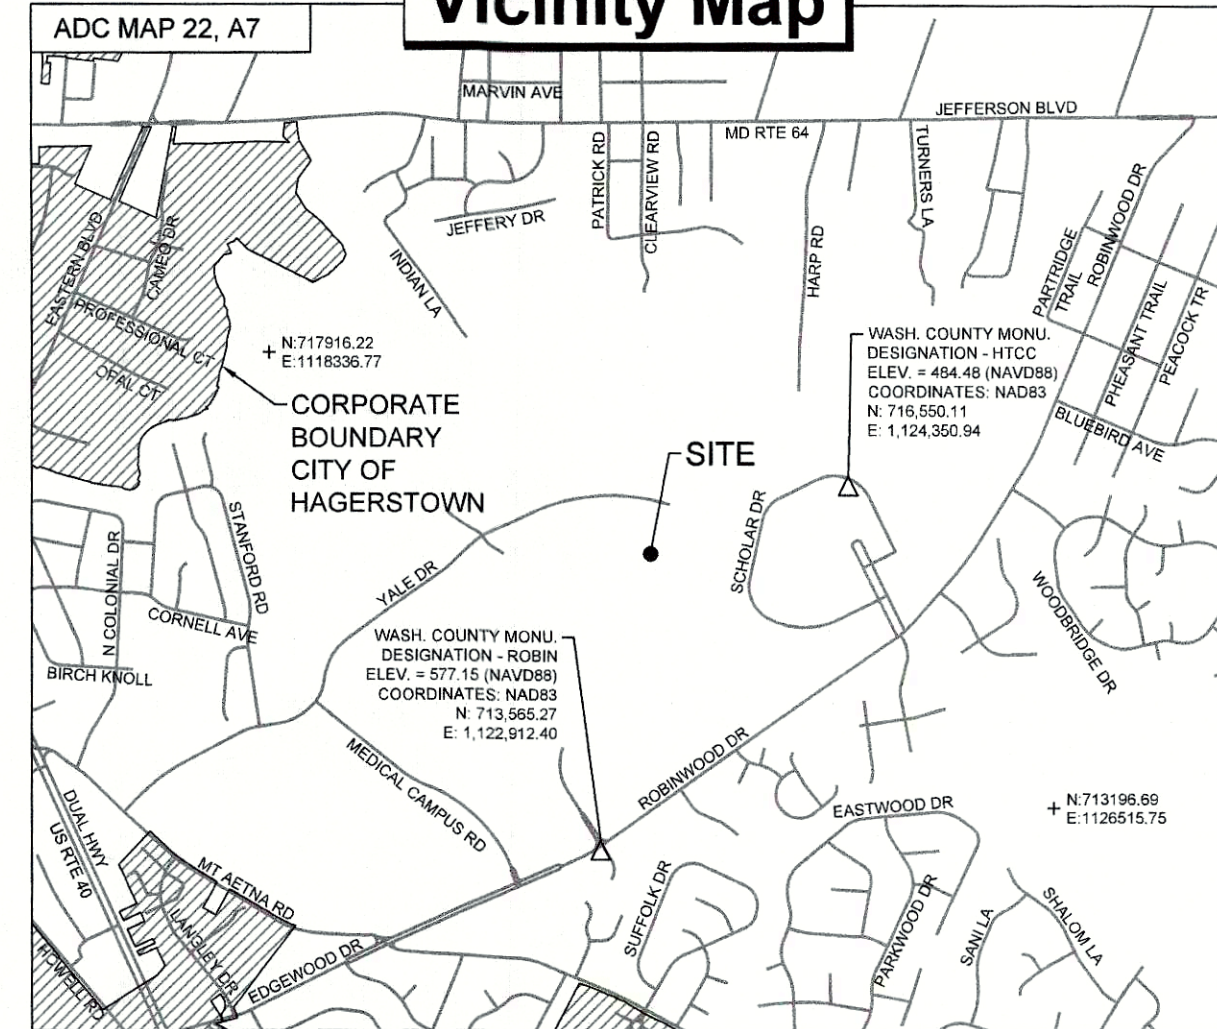 Vicinity Map
ADC MAP 22, A7
MARVIN AVE
JEFFERSON BLVD
MD RTE 64
PATRICK RD
CLEARVIEW RD
TURNERS LA
ROBINWOOD DR
JEFFERY DR
INDIAN LA
HARP RD
PARTRIDGE
TRAIL
PHEASANT TRAIL
PEACOCK TR
EASTERN BLVD
CAMEO DR
PROFESSIONAL CT
OPAL CT
N:717916.22
E:1118336.77
WASH. COUNTY MONU.
DESIGNATION - HTCC
ELEV. = 484.48 (NAVD88)
COORDINATES: NAD83
N: 716,550.11
E: 1,124,350.94
BLUEBIRD AVE
CORPORATE
BOUNDARY
CITY OF
HAGERSTOWN
SITE
SCHOLAR DR
STANFORD RD
N COLONIAL DR
YALE DR
CORNELL AVE
WOODBRIDGE DR
BIRCH KNOLL
WASH. COUNTY MONU.
DESIGNATION - ROBIN
ELEV. = 577.15 (NAVD88)
COORDINATES: NAD83
N: 713,565.27
E: 1,122,912.40
MEDICAL CAMPUS RD
ROBINWOOD DR
EASTWOOD DR
N:713196.69
E:1126515.75
DUAL HWY
US RTE 40
MT AETNA RD
LANGLEY DR
HOWELL RD
EDGEWOOD DR
SUFFOLK DR
PARKWOOD DR
SANI LA
SHALOM LA